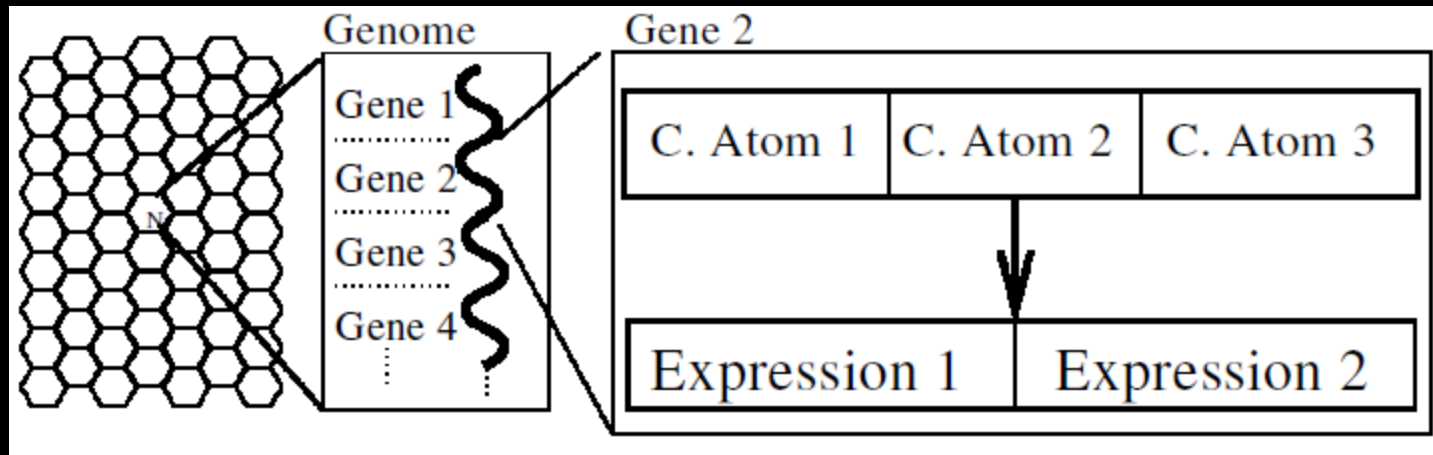 Genome
Gene 2
Gene 1
Gene 2
Gene 3
Gene 4
N
C. Atom 1
C. Atom 2
C. Atom 3
Expression 1
Expression 2